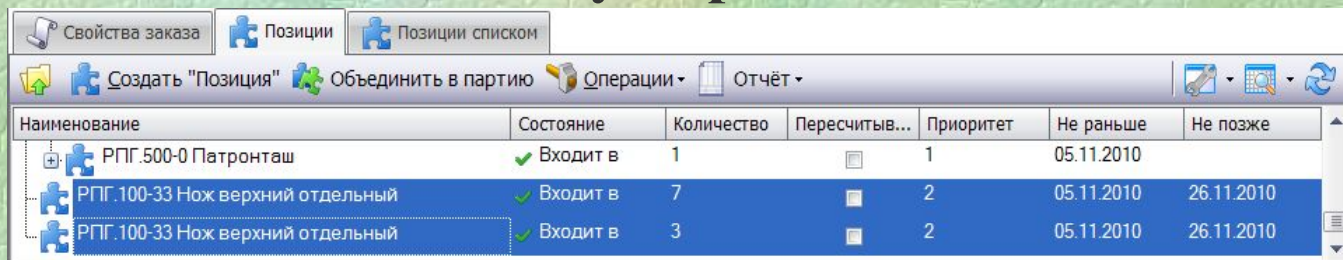 Свойства заказа Позиции Позиции списком
Создать "Позиция" Объединить в партию Операции Отчёт
Наименование Состояние Количество Пересчитыв... Приоритет Не раньше Не позже
РПГ.500-0 Патронташ Входит в 1 1 05.11.2010
РПГ.100-33 Нож верхний отдельный Входит в 7 2 05.11.2010 26.11.2010
РПГ.100-33 Нож верхний отдельный Входит в 3 2 05.11.2010 26.11.2010